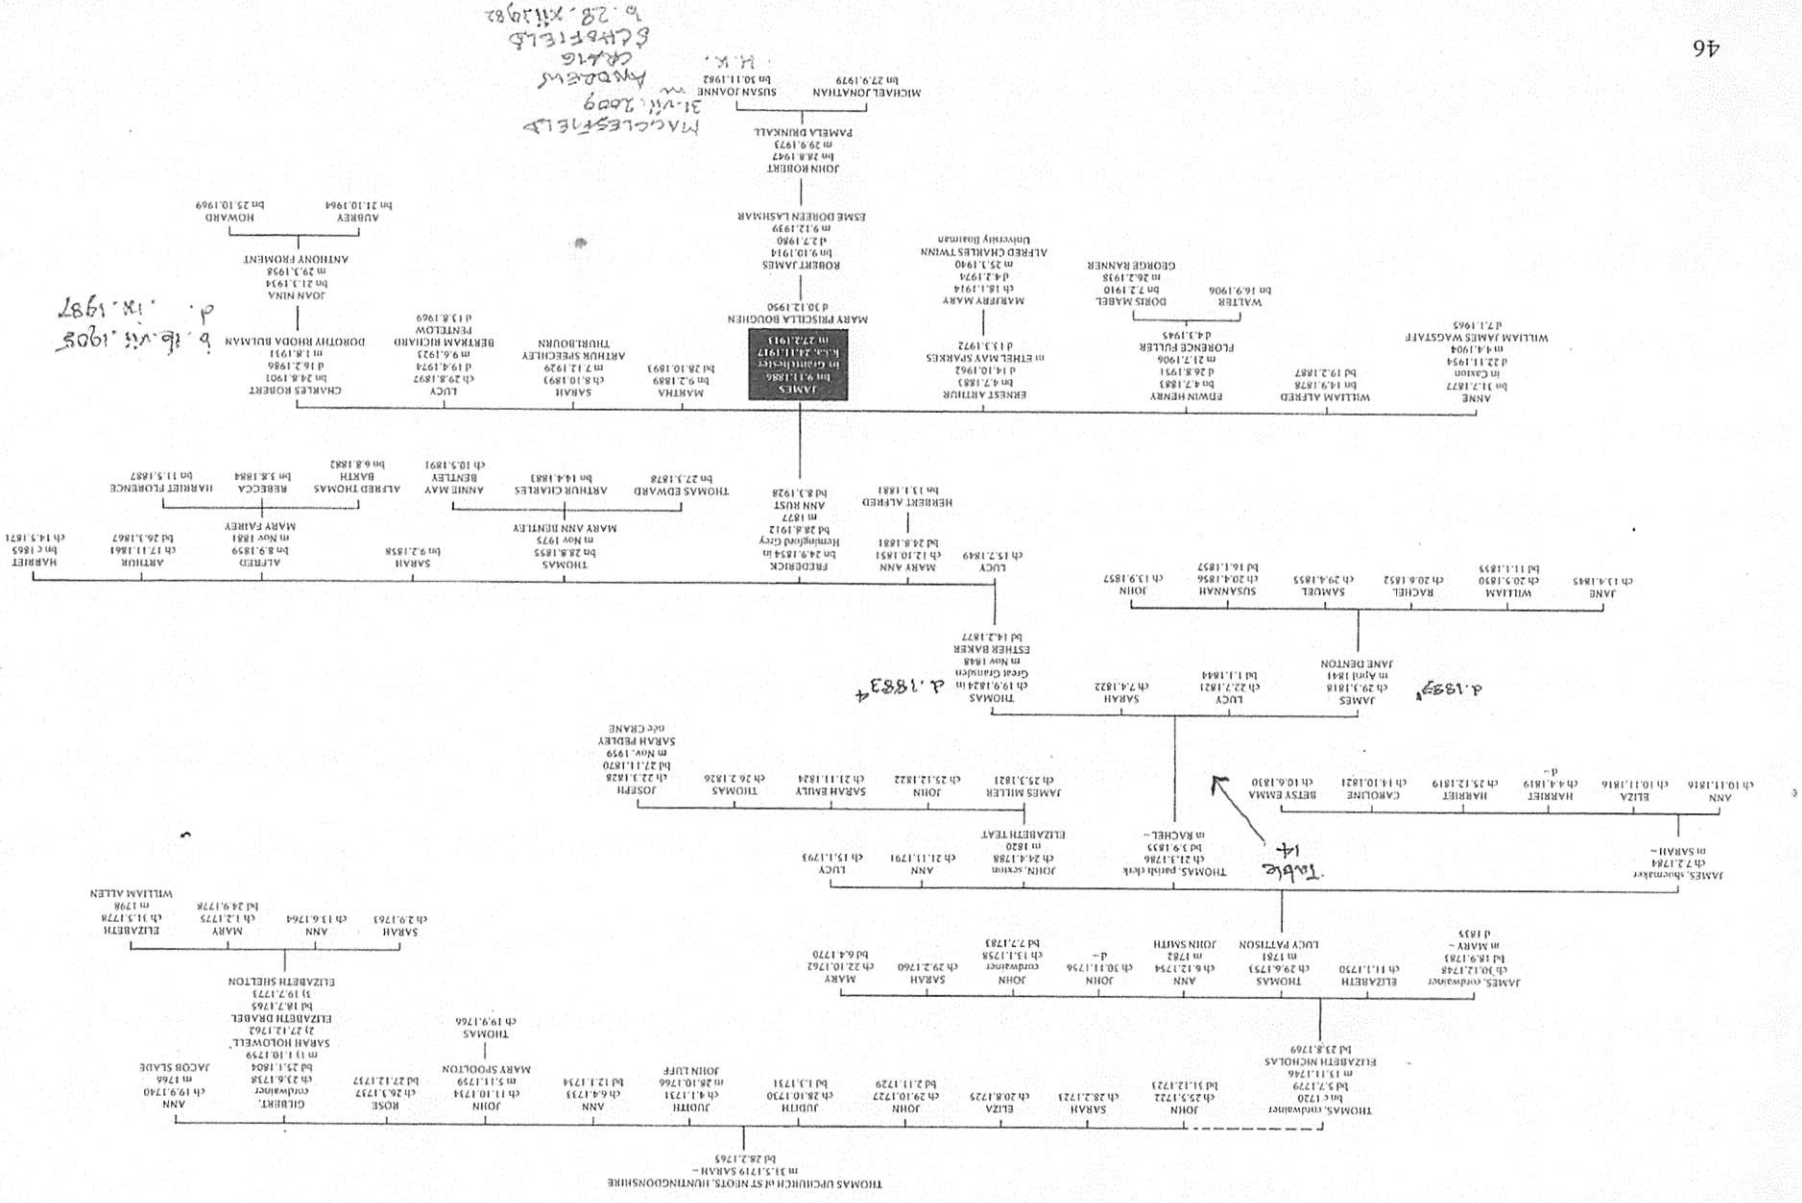 46
THOMAS UPCHURCH of ST NEOTS, HUNTINGDONSHIRE
m 31.5.1719 SARAH –
bd 28.2.1765
THOMAS, cordwainer
bn c 1720
bd 5.7.1779
m 13.11.1746
ELIZABETH NICHOLAS
bd 23.8.1769
JOHN
ch 25.5.1722
bd 31.12.1723
SARAH
ch 28.2.1723
ELIZA
ch 20.8.1725
JOHN
ch 29.10.1727
bd 2.11.1729
JUDITH
ch 28.10.1730
bd 1.3.1731
JUDITH
ch 4.1.1731
m 28.10.1766
JOHN LUFF
ANN
ch 6.4.1733
bd 12.1.1734
JOHN
ch 11.10.1734
m 5.11.1759
MARY SPOOLTON
THOMAS
ch 19.9.1766
ROSE
ch 26.3.1737
bd 27.12.1737
GILBERT,
cordwainer
ch 23.6.1738
bd 25.1.1804
m 1) 1.10.1759
SARAH HOLOWELL
2) 27.12.1762
ELIZABETH DRABEL
bd 18.7.1765
3) 19.7.1773
ELIZABETH SHELTON
ANN
ch 19.9.1740
m 1766
JACOB SLADE
JAMES, cordwainer
ch 30.12.1748
bd 18.9.1783
m MARY –
d 1835
ELIZABETH
ch 11.1.1750
THOMAS
ch 29.6.1753
m 1781
LUCY PATTISON
ANN
ch 6.12.1754
m 1782
JOHN SMITH
JOHN
ch 30.11.1756
d–
JOHN
cordwainer
ch 13.1.1758
bd 7.7.1783
SARAH
ch 29.2.1760
MARY
ch 22.10.1762
bd 6.4.1770
SARAH
ch 2.9.1763
ANN
ch 13.6.1764
MARY
ch 1.2.1775
bd 24.9.1778
ELIZABETH
ch 31.5.1778
m 1798
WILLIAM ALLEN
JAMES, shoemaker
ch 7.2.1784
m SARAH –
Table
14
THOMAS, parish clerk
ch 21.3.1786
bd 3.9.1835
m RACHEL –
JOHN, sexton
ch 24.4.1788
m 1820
ELIZABETH TEAT
ANN
ch 21.11.1791
LUCY
ch 15.1.1793
ANN
ch 10.11.1816
ELIZA
ch 10.11.1816
HARRIET
ch 4.4.1819
d–
HARRIET
ch 25.12.1819
CAROLINE
ch 14.10.1821
BETSY EMMA
ch 10.6.1830
JAMES MILLER
ch 25.3.1821
JOHN
ch 25.12.1822
SARAH EMILY
ch 21.11.1824
THOMAS
ch 26.2.1826
JOSEPH
ch 22.3.1828
bd 27.11.1870
m Nov. 1959
SARAH PEDLEY
née CRANE
JAMES
ch 29.3.1818
m April 1841
JANE DENTON
LUCY
ch 22.7.1821
bd 1.1.1844
SARAH
ch 7.4.1822
THOMAS
ch 19.9.1824 in
Great Gransden
m Nov 1848
ESTHER BAKER
bd 14.2.1877
d. 1883
JANE
ch 13.4.1845
WILLIAM
ch 20.5.1850
bd 11.1.1855
RACHEL
ch 20.6.1852
SAMUEL
ch 29.4.1855
SUSANNAH
ch 20.4.1856
bd 16.1.1857
JOHN
ch 13.9.1857
LUCY
ch 15.7.1849
MARY ANN
ch 12.10.1851
bd 24.8.1881
HERBERT ALFRED
bn 13.1.1881
FREDERICK
bn 24.9.1854 in
Hemingford Grey
bd 28.8.1912
m 1877
ANN RUST
bd 8.3.1928
THOMAS
bn 28.8.1855
m Nov 1975
MARY ANN BENTLEY
SARAH
bn 9.2.1858
ALFRED
bn 8.9.1859
m Nov 1881
MARY FAIREY
ARTHUR
ch 17.11.1861
bd 26.3.1867
HARRIET
bn c 1865
ch 14.5.1871
THOMAS EDWARD
bn 27.3.1878
ARTHUR CHARLES
bn 14.4.1883
ANNIE MAY
BENTLEY
ch 10.5.1891
ALFRED THOMAS
BARTH
bn 6.8.1882
REBECCA
bn 3.8.1884
HARRIET FLORENCE
bn 11.5.1887
ANNE
bn 31.7.1877
in Caxton
d 22.11.1954
m 4.4.1904
WILLIAM JAMES WAGSTAFF
d 7.1.1965
WILLIAM ALFRED
bn 14.9.1878
bd 19.2.1887
EDWIN HENRY
bn 4.7.1883
d 26.8.1951
m 21.7.1906
FLORENCE FULLER
d 4.3.1945
ERNEST ARTHUR
bn 4.7.1883
d 14.10.1962
m ETHEL MAY SPARKES
d 13.3.1972
JAMES
bn 9.11.1886
in Grantchester
k.i.a. 24.11.1917
m 27.2.1913
MARY PRISCILLA BOUGHEN
d 30.12.1950
MARTHA
bn 9.2.1889
bd 28.10.1893
SARAH
ch 8.10.1893
m 7.12.1929
ARTHUR SPEECHLEY
THURLBOURN
LUCY
ch 29.8.1897
d 19.4.1974
m 9.6.1923
BERTRAM RICHARD
PENTELOW
d 13.8.1969
CHARLES ROBERT
bn 24.8.1901
d 16.2.1986
m 1.8.1931
DOROTHY RHODA BULMAN
b. 16.vii.1905
d. .ix.1987
WALTER
bn 16.9.1906
DORIS MABEL
bn 7.2.1910
m 26.2.1938
GEORGE RANNER
MARJERY MARY
ch 18.1.1914
d 4.2.1974
m 25.3.1940
ALFRED CHARLES TWINN
University Boatman
ROBERT JAMES
bn 9.10.1914
d 2.7.1980
m 9.12.1939
ESME DOREEN LASHMAR
JOAN NINA
bn 21.3.1934
m 29.3.1958
ANTHONY FROMENT
AUBREY
bn 21.10.1964
HOWARD
bn 25.10.1969
JOHN ROBERT
bn 28.8.1947
m 29.9.1973
PAMELA DRINKALL
MICHAEL JONATHAN
bn 27.9.1979
SUSAN JOANNE
bn 30.11.1982
H.K.
MACCLESFIELD
31.vii.2009
m
ANDREW
CRAIG
SCHOFIELD
b. 28.xii.1982